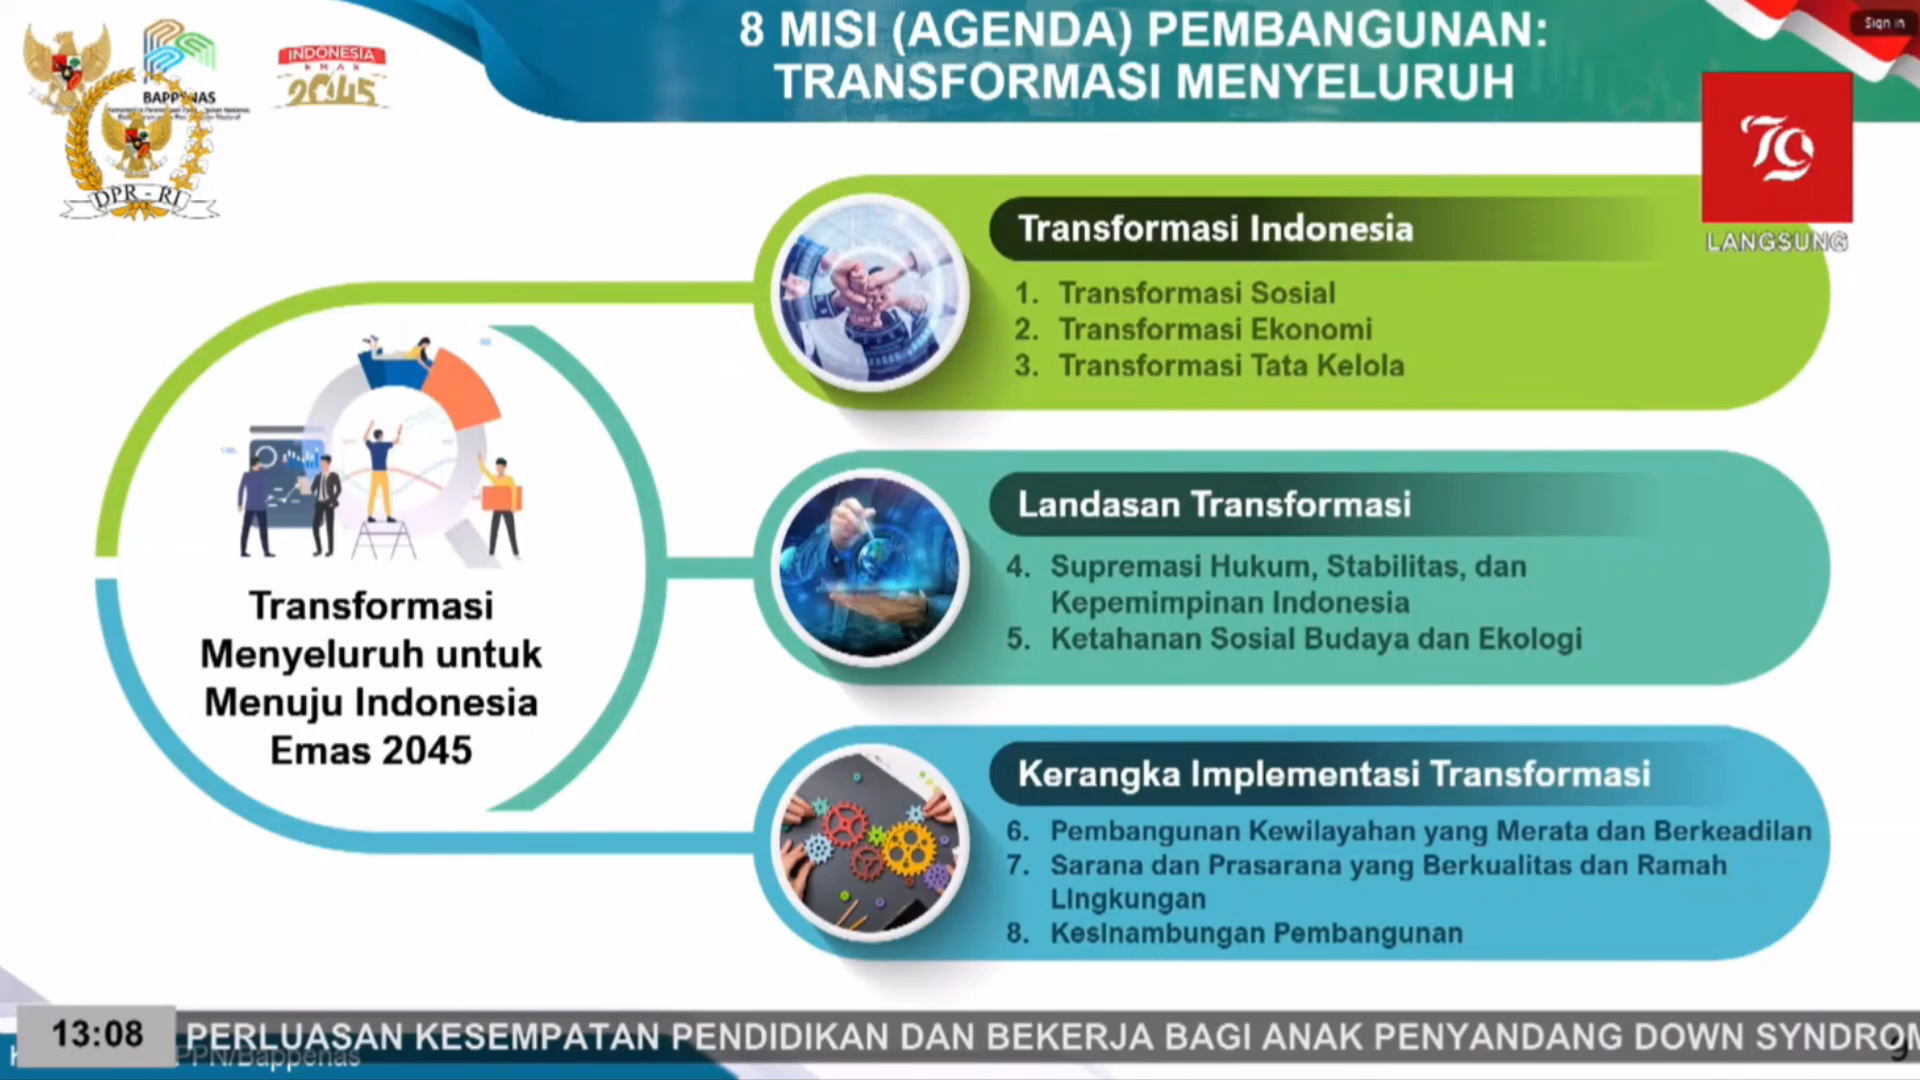 8 MISI (AGENDA) PEMBANGUNAN:
TRANSFORMASI MENYELURUH
Sign in
BAPPENAS
INDONESIA
EMAS
2045
DPR - RI
79
LANGSUNG
Transformasi Indonesia
1. Transformasi Sosial
2. Transformasi Ekonomi
3. Transformasi Tata Kelola
Transformasi
Menyeluruh untuk
Menuju Indonesia
Emas 2045
Landasan Transformasi
4. Supremasi Hukum, Stabilitas, dan
Kepemimpinan Indonesia
5. Ketahanan Sosial Budaya dan Ekologi
Kerangka Implementasi Transformasi
6. Pembangunan Kewilayahan yang Merata dan Berkeadilan
7. Sarana dan Prasarana yang Berkualitas dan Ramah
LIngkungan
8. KesInambungan Pembangunan
13:08
PERLUASAN KESEMPATAN PENDIDIKAN DAN BEKERJA BAGI ANAK PENYANDANG DOWN SYNDROM
PPN/Bappenas
9